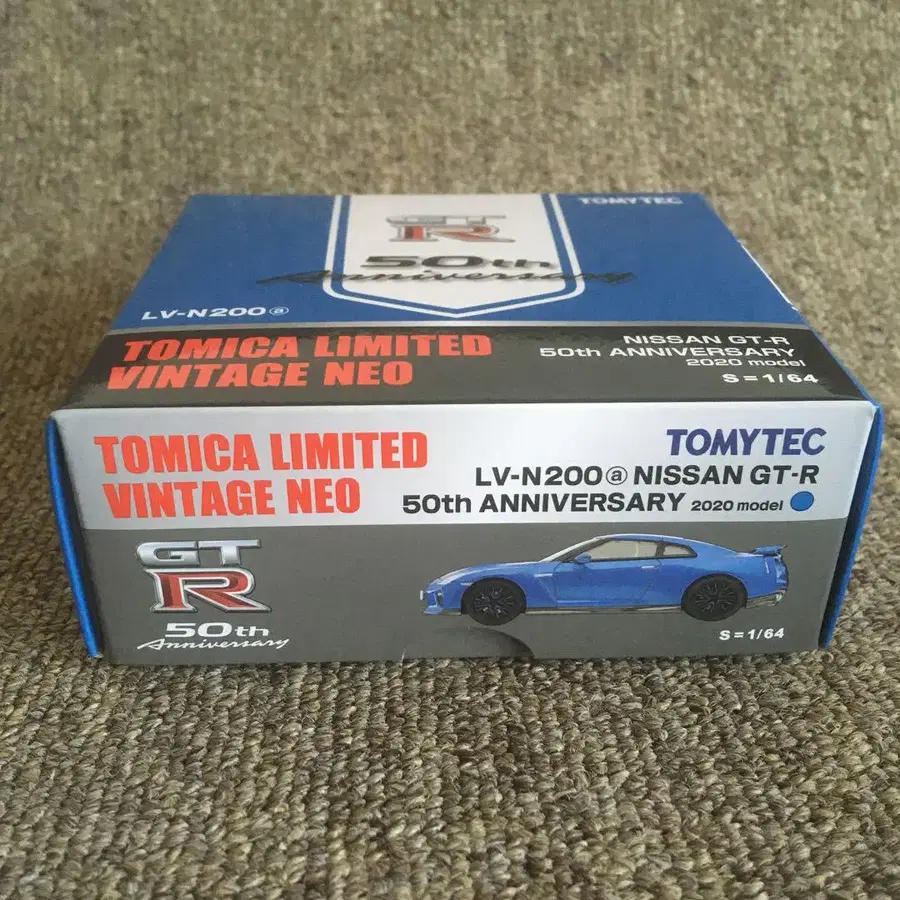 TOMYTEC
GT
R
50th
Anniversary
LV-N200ⓐ
TOMICA LIMITED
VINTAGE NEO
NISSAN GT-R
50th ANNIVERSARY
2020 model
S=1/64
TOMICA LIMITED
VINTAGE NEO
TOMYTEC
LV-N200ⓐ NISSAN GT-R
50th ANNIVERSARY 2020 model
GT
R
50th
Anniversary
S=1/64